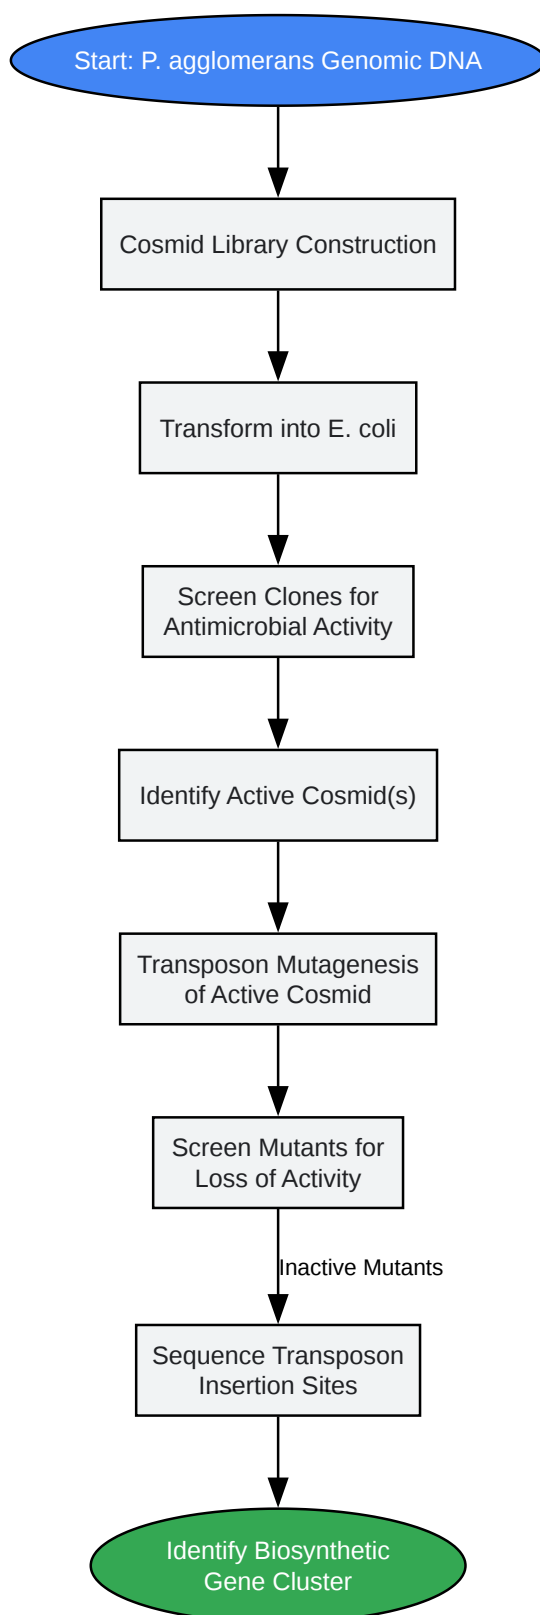 Start: P. agglomerans Genomic DNA
Cosmid Library Construction
Transform into E. coli
Screen Clones for
Antimicrobial Activity
Identify Active Cosmid(s)
Transposon Mutagenesis
of Active Cosmid
Screen Mutants for
Loss of Activity
Inactive Mutants
Sequence Transposon
Insertion Sites
Identify Biosynthetic
Gene Cluster